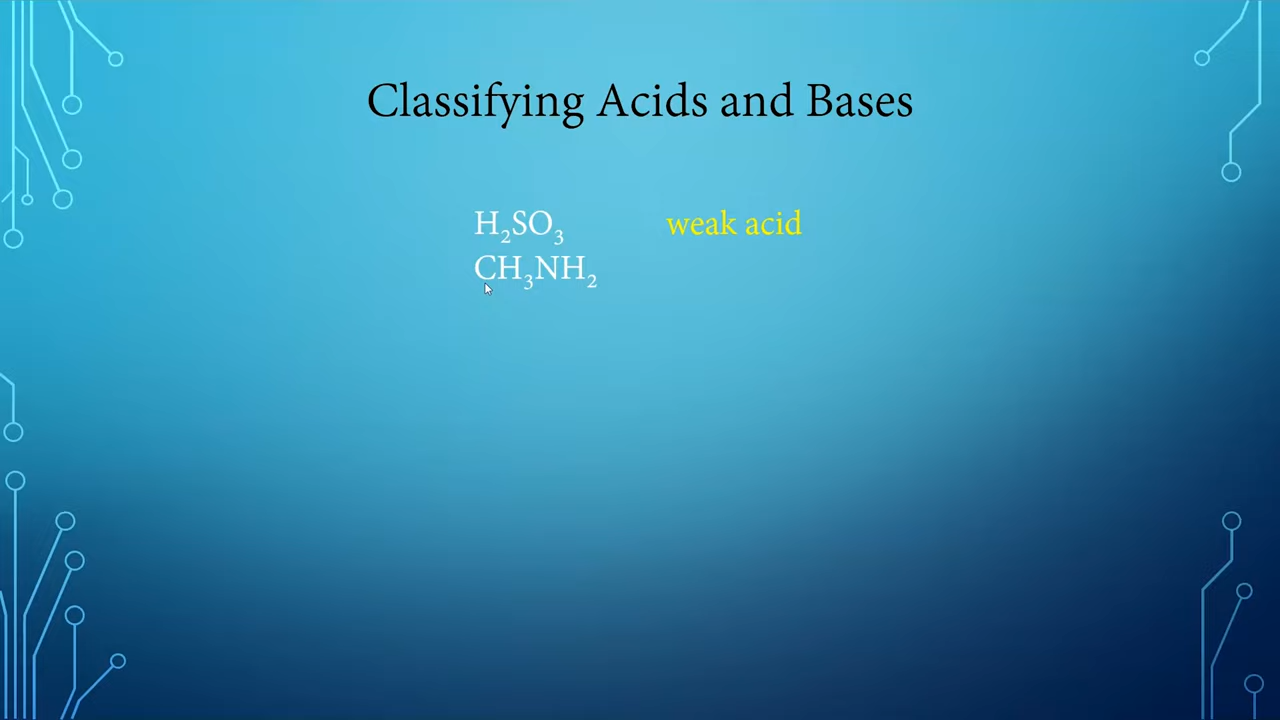 Classifying Acids and Bases
H₂SO₃ weak acid
CH₃NH₂